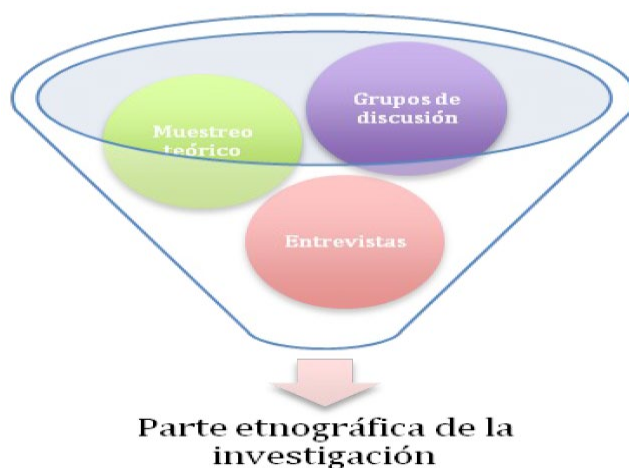 Grupos de
discusión
Muestreo
teórico
Entrevistas
Parte etnográfica de la
investigación